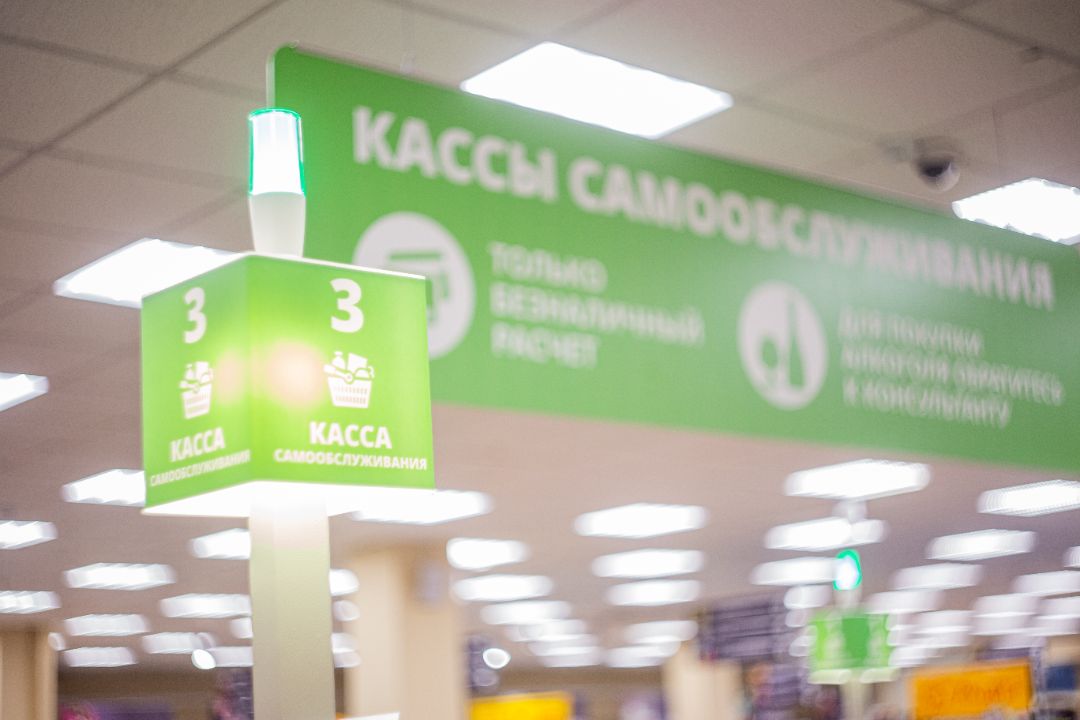 КАССЫ САМООБСЛУЖИВАНИЯ
ТОЛЬКО
БЕЗНАЛИЧНЫЙ
РАСЧЕТ
ДЛЯ ПОКУПКИ
АЛКОГОЛЯ ОБРАТИТЕСЬ
К КОНСУЛЬТАНТУ
3
КАССА
САМООБСЛУЖИВАНИЯ
3
КАССА
САМООБСЛУЖИВАНИЯ